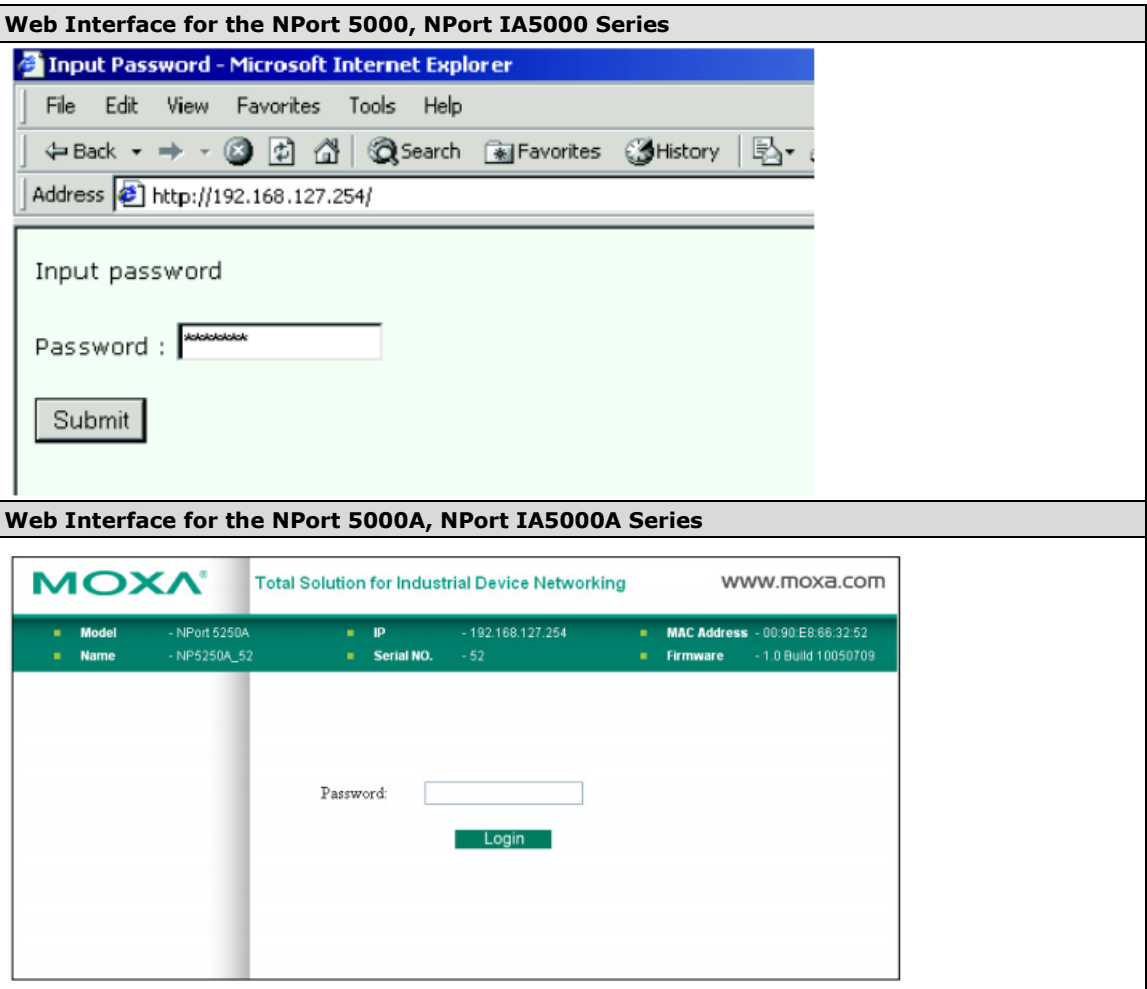 Web Interface for the NPort 5000, NPort IA5000 Series
Input Password - Microsoft Internet Explorer
File Edit View Favorites Tools Help
Back Search Favorites History
Address http://192.168.127.254/
Input password
Password : ********
Submit
Web Interface for the NPort 5000A, NPort IA5000A Series
MOXA® Total Solution for Industrial Device Networking www.moxa.com
Model - NPort 5250A IP - 192.168.127.254 MAC Address - 00:90:E8:66:32:52
Name - NP5250A_52 Serial NO. - 52 Firmware - 1.0 Build 10050709
Password:
Login